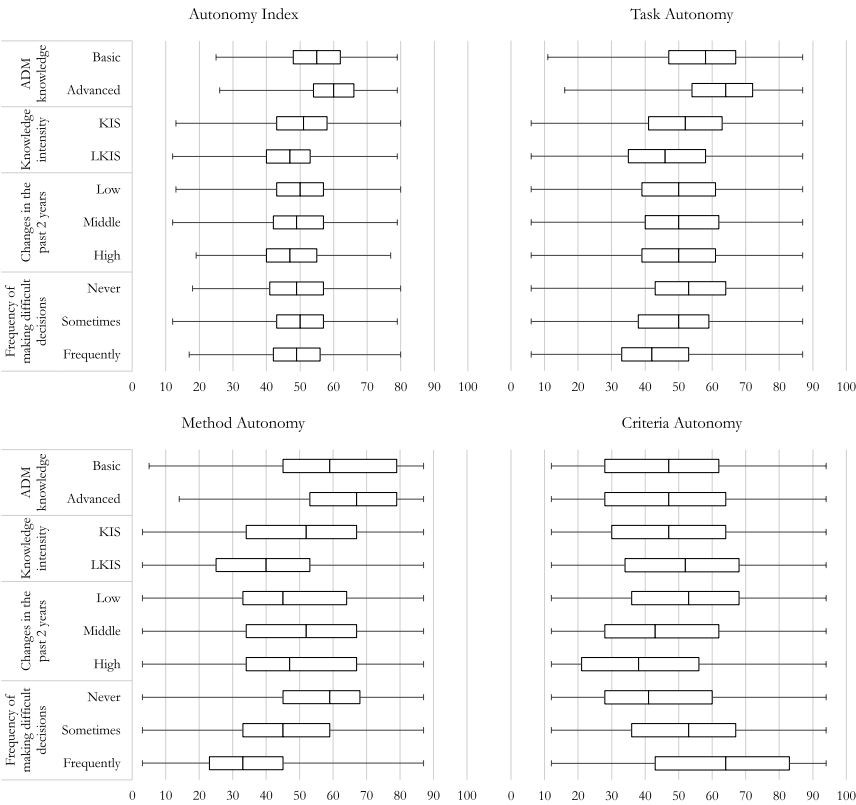 Autonomy Index
Task Autonomy
ADM
knowledge
Basic
Advanced
Knowledge
intensity
KIS
LKIS
Changes in the
past 2 years
Low
Middle
High
Frequency of
making difficult
decisions
Never
Sometimes
Frequently
0 10 20 30 40 50 60 70 80 90 100
0 10 20 30 40 50 60 70 80 90 100
Method Autonomy
Criteria Autonomy
ADM
knowledge
Basic
Advanced
Knowledge
intensity
KIS
LKIS
Changes in the
past 2 years
Low
Middle
High
Frequency of
making difficult
decisions
Never
Sometimes
Frequently
0 10 20 30 40 50 60 70 80 90 100
0 10 20 30 40 50 60 70 80 90 100